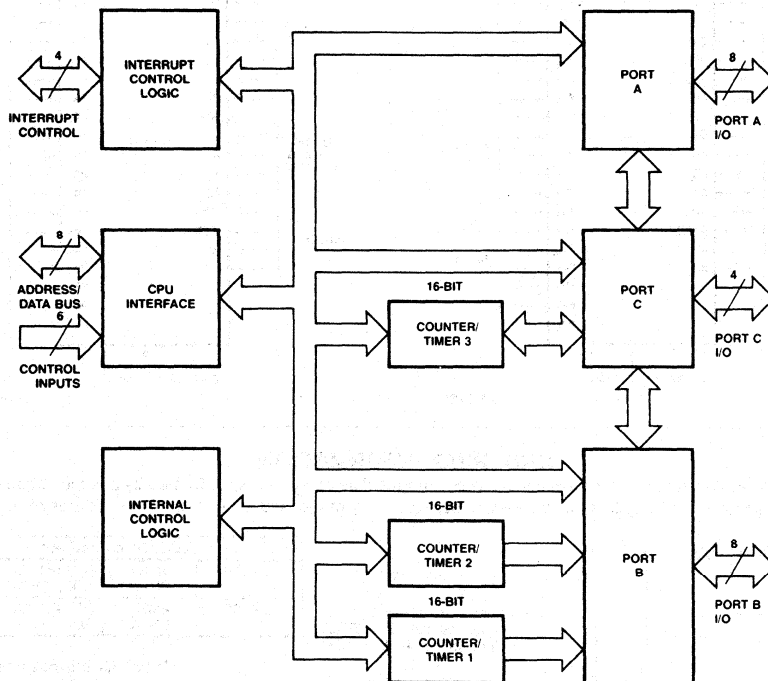 4
INTERRUPT
CONTROL
INTERRUPT
CONTROL
LOGIC
PORT
A
8
PORT A
I/O
8
ADDRESS/
DATA BUS
6
CONTROL
INPUTS
CPU
INTERFACE
16-BIT
COUNTER/
TIMER 3
PORT
C
4
PORT C
I/O
INTERNAL
CONTROL
LOGIC
16-BIT
COUNTER/
TIMER 2
16-BIT
COUNTER/
TIMER 1
PORT
B
8
PORT B
I/O